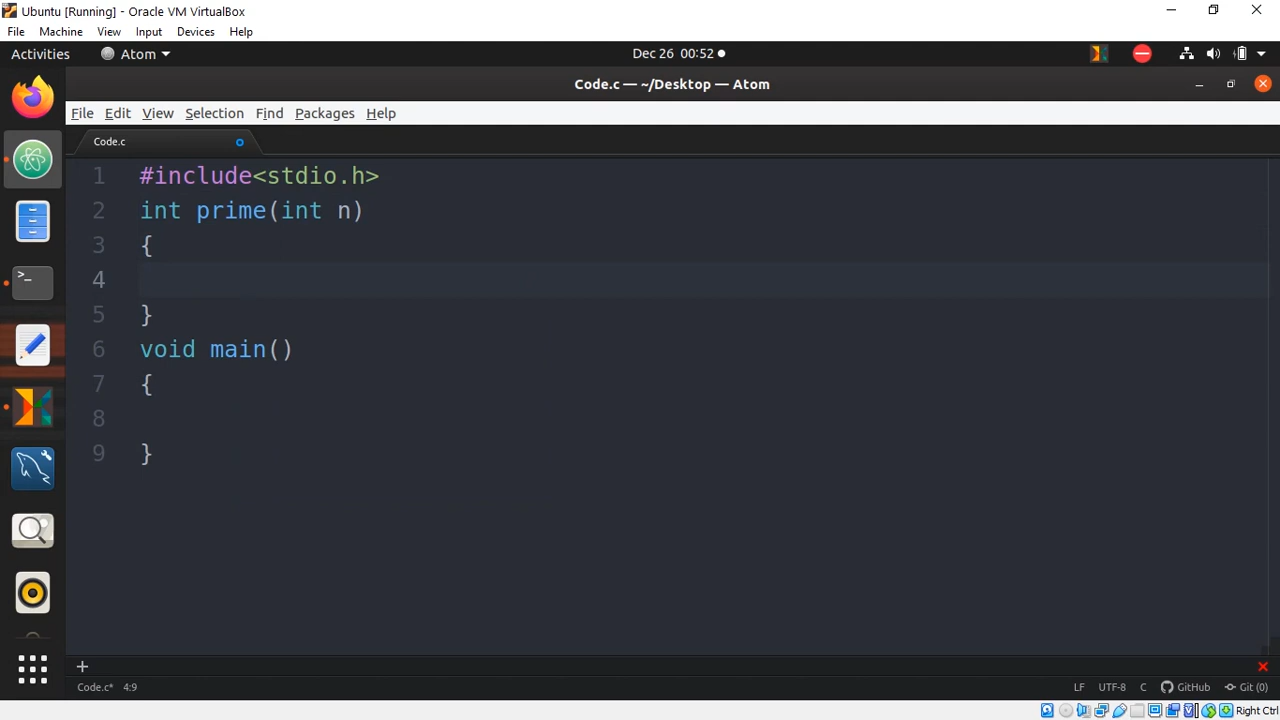 Ubuntu [Running] - Oracle VM VirtualBox
File Machine View Input Devices Help
Activities Atom Dec 26 00:52
Code.c — ~/Desktop — Atom
File Edit View Selection Find Packages Help
Code.c
1 #include<stdio.h>
2 int prime(int n)
3 {
4
5 }
6 void main()
7 {
8
9 }
Code.c* 4:9 LF UTF-8 C GitHub Git (0)
Right Ctrl